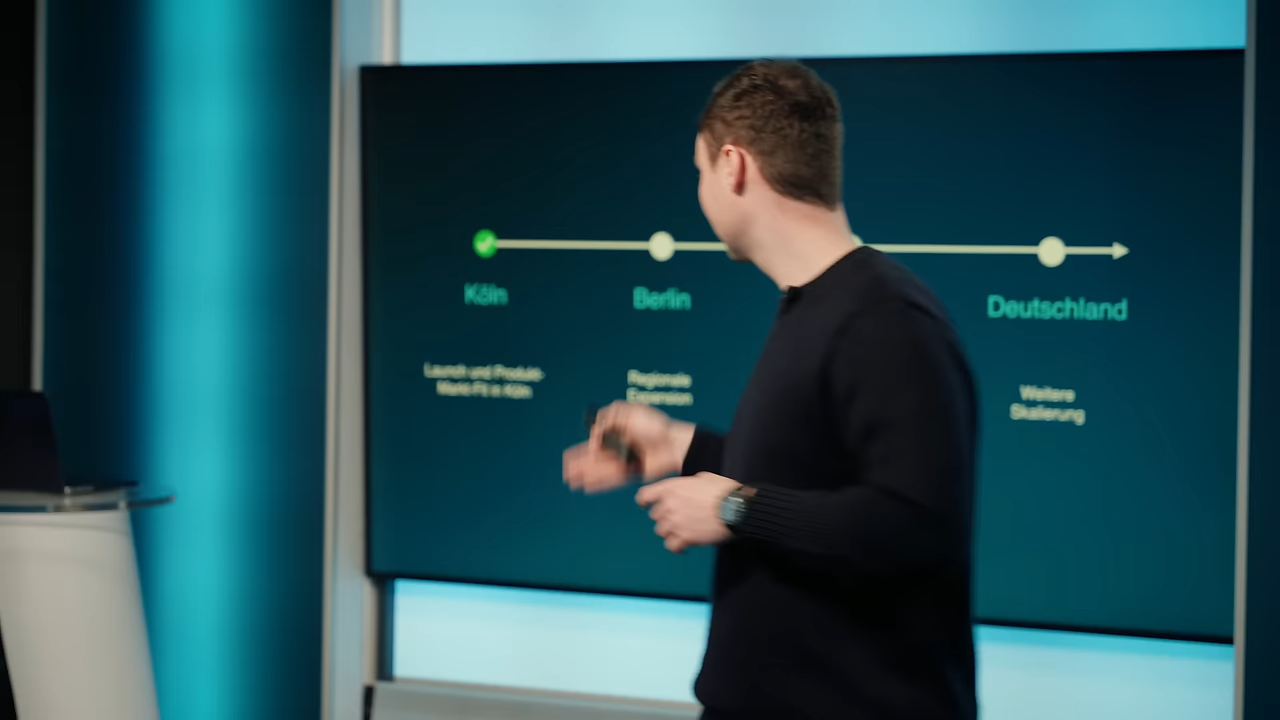 Köln
Berlin
Deutschland
Launch und Produkt-
Markt-Fit in Köln
Regionale
Expansion
Weitere
Skalierung